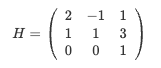 H = ( 2 −1 1
1 1 3
0 0 1 )